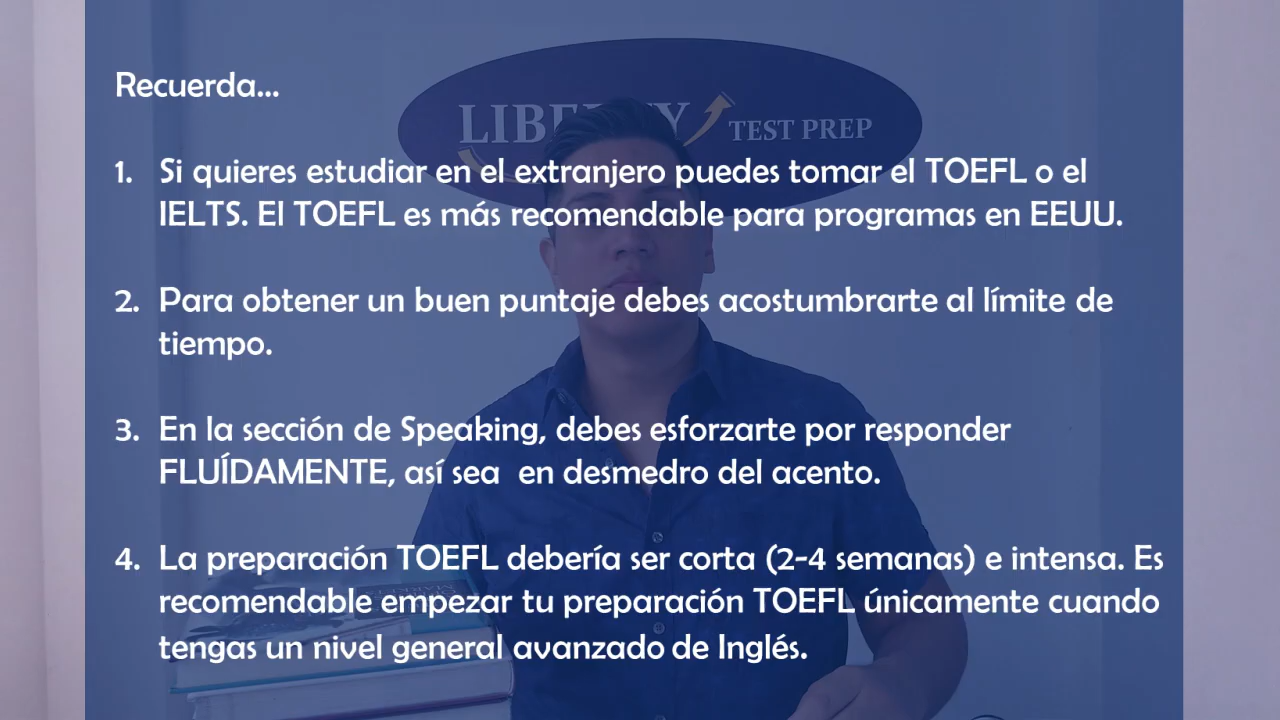 LIBERTY TEST PREP
Recuerda...
1. Si quieres estudiar en el extranjero puedes tomar el TOEFL o el
IELTS. El TOEFL es más recomendable para programas en EEUU.
2. Para obtener un buen puntaje debes acostumbrarte al límite de
tiempo.
3. En la sección de Speaking, debes esforzarte por responder
FLUÍDAMENTE, así sea  en desmedro del acento.
4. La preparación TOEFL debería ser corta (2-4 semanas) e intensa. Es
recomendable empezar tu preparación TOEFL únicamente cuando
tengas un nivel general avanzado de Inglés.